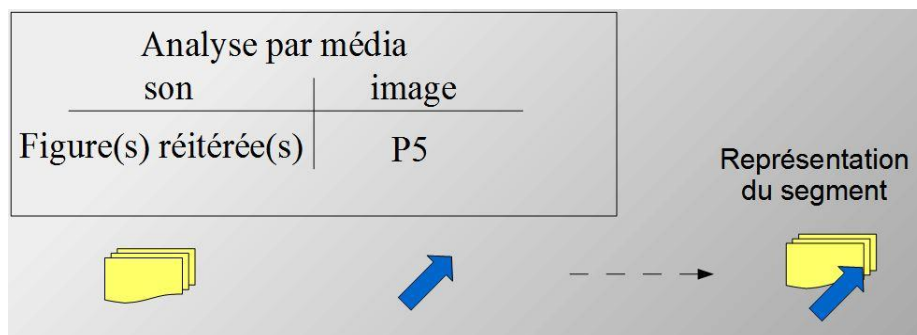 Analyse par média
son image
Figure(s) réitérée(s) P5
Représentation
du segment